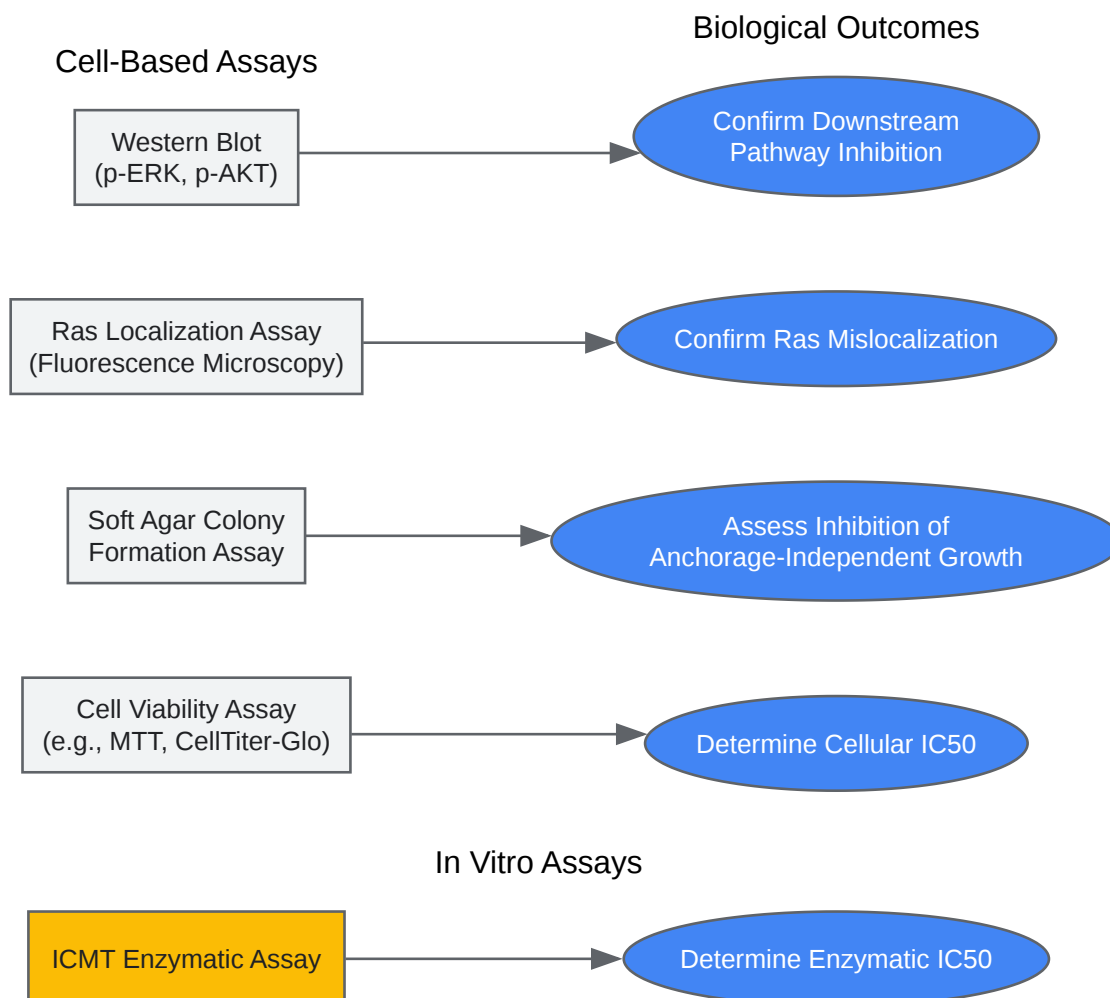 Biological Outcomes
Cell-Based Assays
Western Blot
(p-ERK, p-AKT)
Confirm Downstream
Pathway Inhibition
Ras Localization Assay
(Fluorescence Microscopy)
Confirm Ras Mislocalization
Soft Agar Colony
Formation Assay
Assess Inhibition of
Anchorage-Independent Growth
Cell Viability Assay
(e.g., MTT, CellTiter-Glo)
Determine Cellular IC50
In Vitro Assays
ICMT Enzymatic Assay
Determine Enzymatic IC50